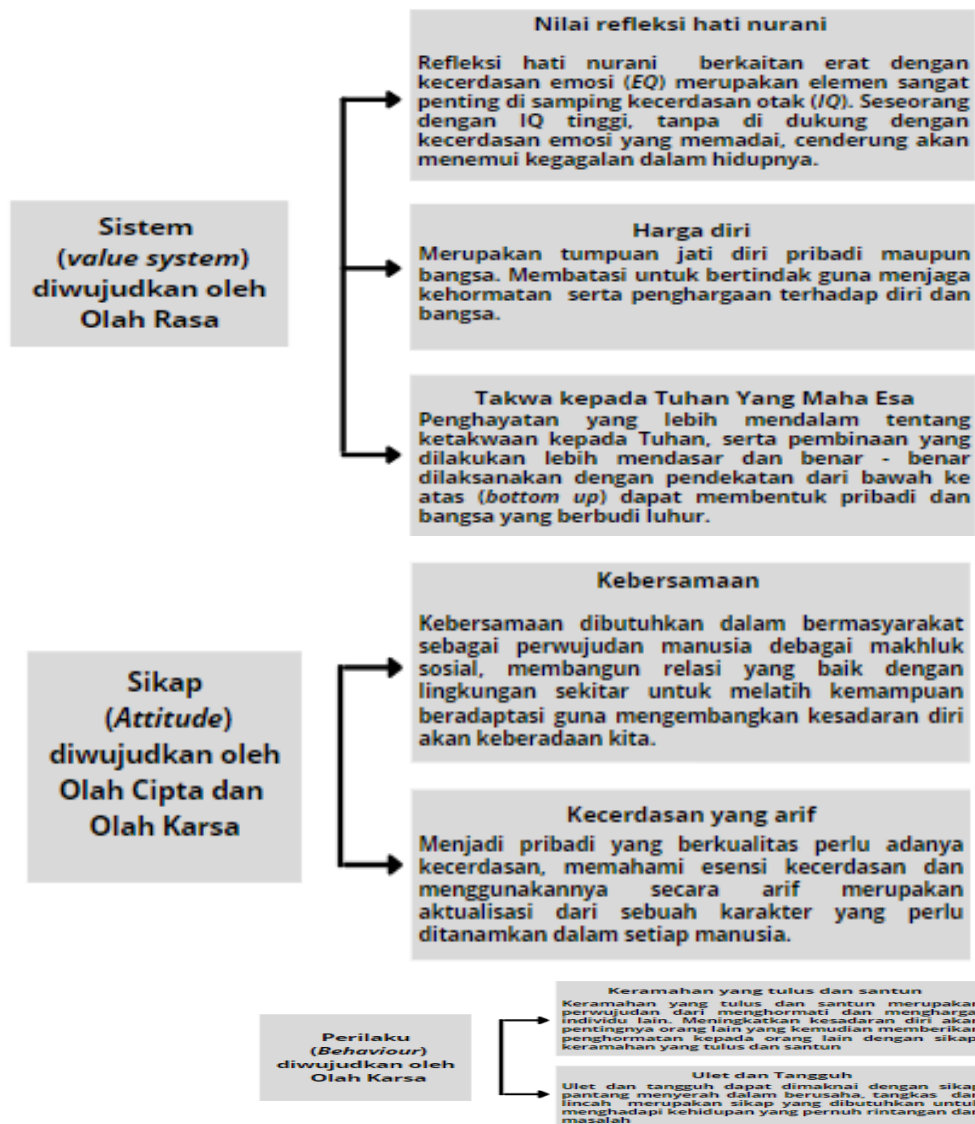 Nilai refleksi hati nurani
Refleksi hati nurani berkaitan erat dengan
kecerdasan emosi (EQ) merupakan elemen sangat
penting di samping kecerdasan otak (IQ). Seseorang
dengan IQ tinggi, tanpa di dukung dengan
kecerdasan emosi yang memadai, cenderung akan
menemui kegagalan dalam hidupnya.
Sistem
(value system)
diwujudkan oleh
Olah Rasa
Harga diri
Merupakan tumpuan jati diri pribadi maupun
bangsa. Membatasi untuk bertindak guna menjaga
kehormatan serta penghargaan terhadap diri dan
bangsa.
Takwa kepada Tuhan Yang Maha Esa
Penghayatan yang lebih mendalam tentang
ketakwaan kepada Tuhan, serta pembinaan yang
dilakukan lebih mendasar dan benar - benar
dilaksanakan dengan pendekatan dari bawah ke
atas (bottom up) dapat membentuk pribadi dan
bangsa yang berbudi luhur.
Sikap
(Attitude)
diwujudkan oleh
Olah Cipta dan
Olah Karsa
Kebersamaan
Kebersamaan dibutuhkan dalam bermasyarakat
sebagai perwujudan manusia debagai makhluk
sosial, membangun relasi yang baik dengan
lingkungan sekitar untuk melatih kemampuan
beradaptasi guna mengembangkan kesadaran diri
akan keberadaan kita.
Kecerdasan yang arif
Menjadi pribadi yang berkualitas perlu adanya
kecerdasan, memahami esensi kecerdasan dan
menggunakannya secara arif merupakan
aktualisasi dari sebuah karakter yang perlu
ditanamkan dalam setiap manusia.
Perilaku
(Behaviour)
diwujudkan oleh
Olah Karsa
Keramahan yang tulus dan santun
Keramahan yang tulus dan santun merupakan
perwujudan dari menghormati dan menghargai
individu lain. Meningkatkan kesadaran diri akan
pentingnya orang lain yang kemudian memberikan
penghormatan kepada orang lain dengan sikap
keramahan yang tulus dan santun
Ulet dan Tangguh
Ulet dan tangguh dapat dimaknai dengan sikap
pantang menyerah dalam berusaha, tangkas dan
lincah merupakan sikap yang dibutuhkan untuk
menghadapi kehidupan yang pernuh rintangan dan
masalah